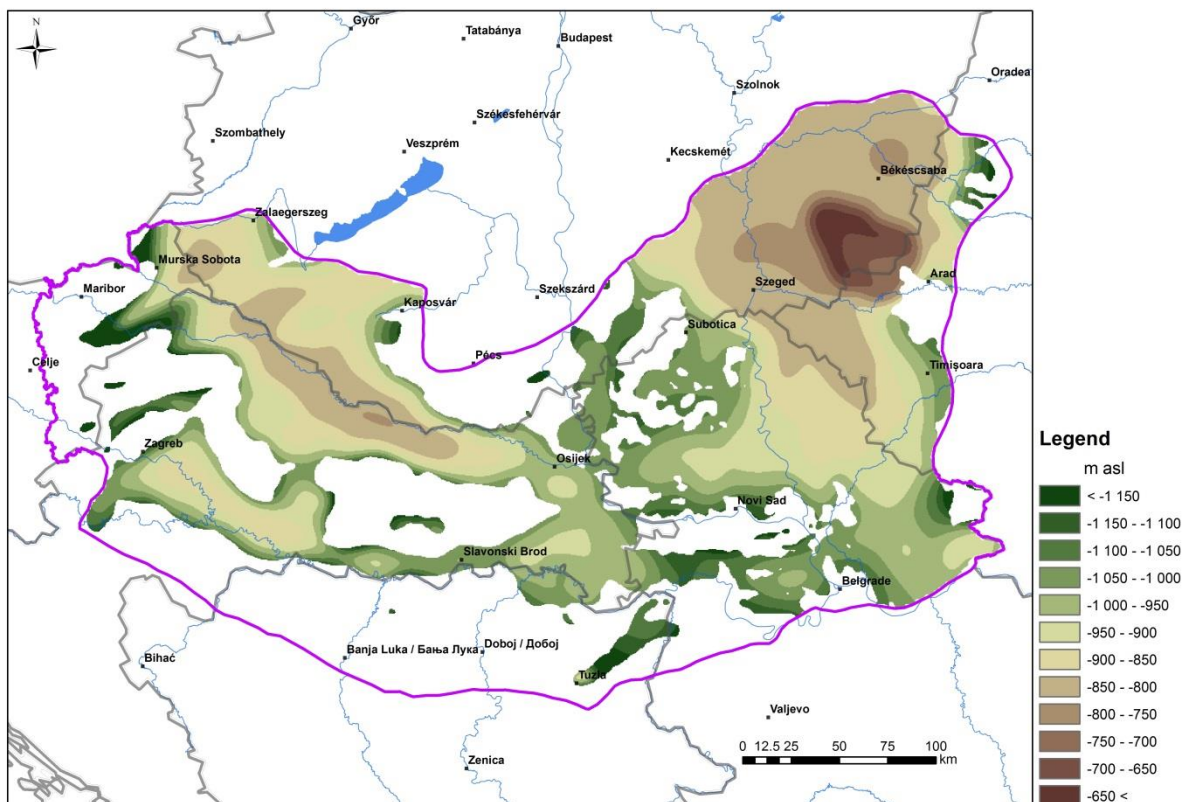 N
Győr
Tatabánya
Budapest
Oradea
Szolnok
Székesfehérvár
Szombathely
Veszprém
Kecskemét
Békéscsaba
Zalaegerszeg
Murska Sobota
Maribor
Arad
Szeged
Szekszárd
Kaposvár
Subotica
Pécs
Celje
Timișoara
Zagreb
Osijek
Novi Sad
Slavonski Brod
Belgrade
Banja Luka / Бања Лука
Doboj / Добој
Bihać
Tuzla
Valjevo
Zenica
0 12.5 25 50 75 100
km
Legend
m asl
< -1 150
-1 150 - -1 100
-1 100 - -1 050
-1 050 - -1 000
-1 000 - -950
-950 - -900
-900 - -850
-850 - -800
-800 - -750
-750 - -700
-700 - -650
-650 <